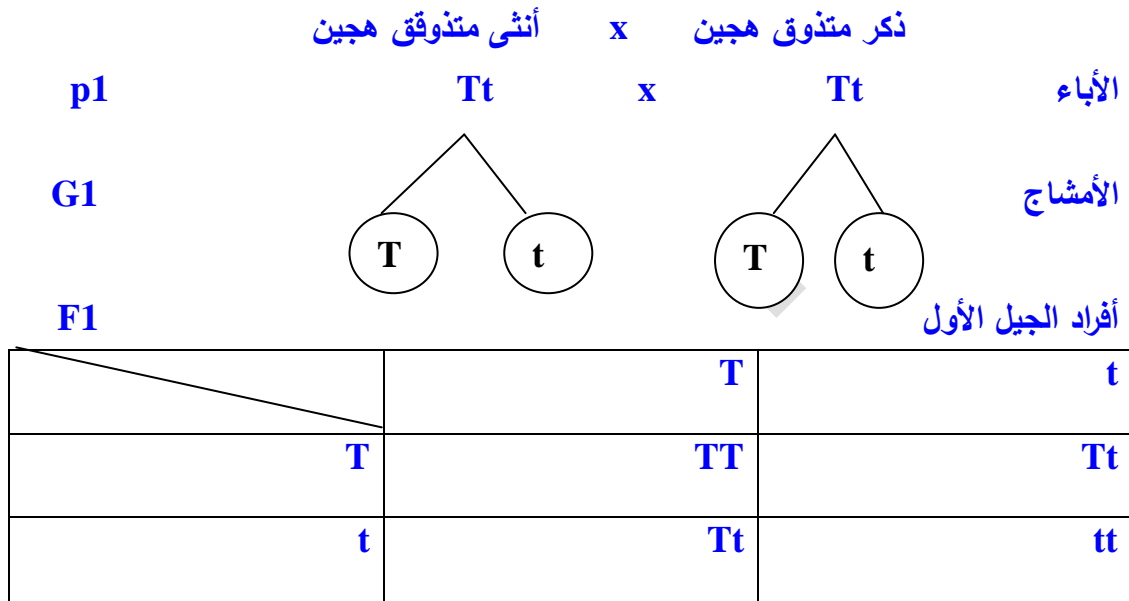 ذكر متذوق هجين x أنثى متذوقق هجين
الأباء Tt x Tt p1
الأمشاج G1
T t T t
أفراد الجيل الأول F1
T t
T TT Tt
t Tt tt